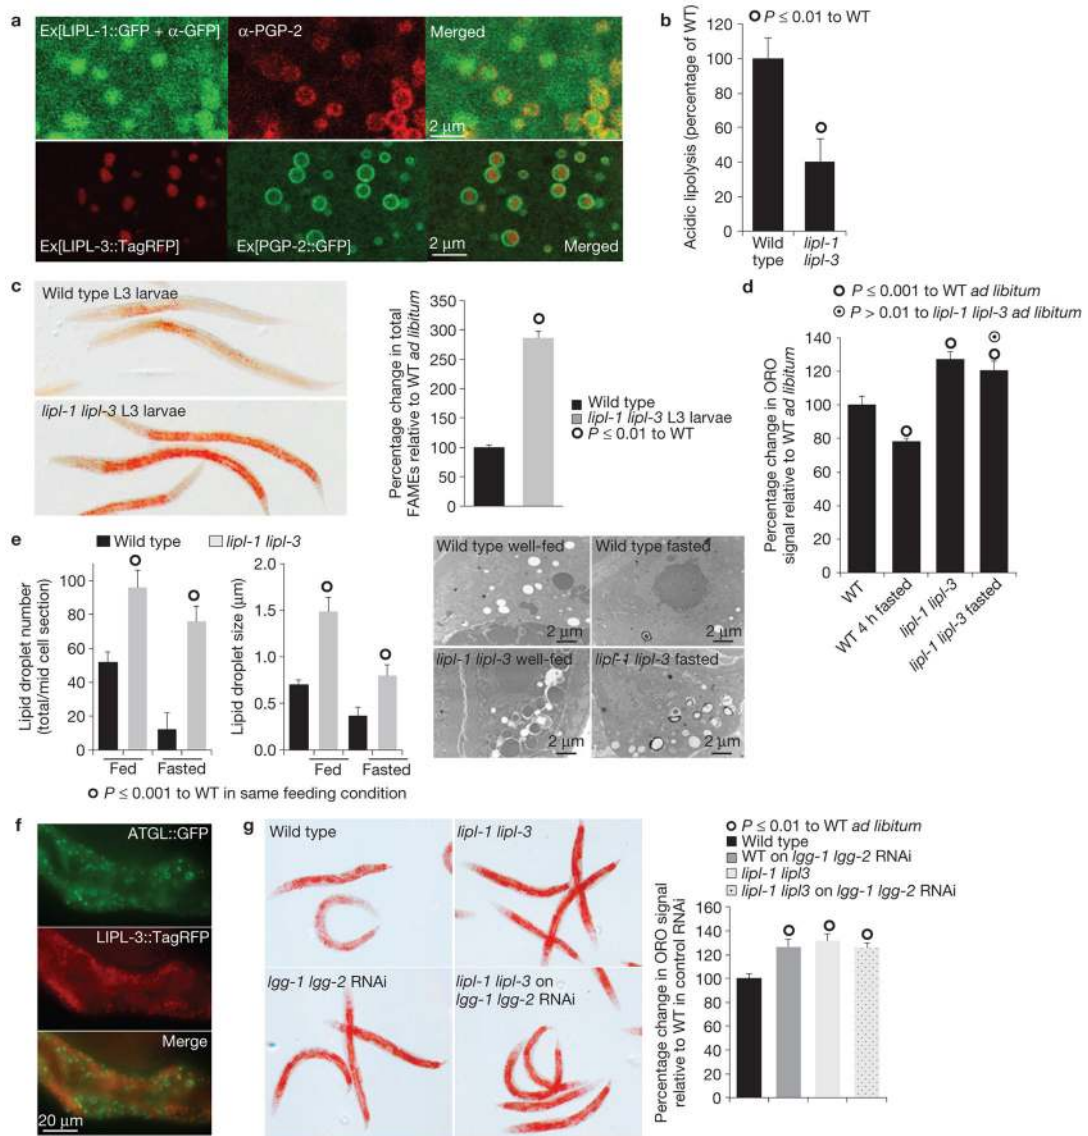 a
Ex[LIPL-1::GFP + α-GFP]
α-PGP-2
Merged
2 μm
Ex[LIPL-3::TagRFP]
Ex[PGP-2::GFP]
2 μm
Merged
b
P ≤ 0.01 to WT
Acidic lipolysis (percentage of WT)
120
100
80
60
40
20
0
Wild
type
lipl-1
lipl-3
c
Wild type L3 larvae
lipl-1 lipl-3 L3 larvae
Percentage change in total
FAMEs relative to WT ad libitum
350
300
250
200
150
100
50
0
Wild type
lipl-1 lipl-3 L3 larvae
P ≤ 0.01 to WT
d
P ≤ 0.001 to WT ad libitum
P > 0.01 to lipl-1 lipl-3 ad libitum
Percentage change in ORO
signal relative to WT ad libitum
140
120
100
80
60
40
20
0
WT
WT 4 h fasted
lipl-1 lipl-3
lipl-1 lipl-3 fasted
e
Wild type
lipl-1 lipl-3
Lipid droplet number
(total/mid cell section)
100
80
60
40
20
0
Fed
Fasted
Lipid droplet size (μm)
2.0
1.5
1.0
0.5
0.0
Fed
Fasted
P ≤ 0.001 to WT in same feeding condition
Wild type well-fed
2 μm
Wild type fasted
2 μm
lipl-1 lipl-3 well-fed
2 μm
lipl-1 lipl-3 fasted
2 μm
f
ATGL::GFP
LIPL-3::TagRFP
Merge
20 μm
g
Wild type
lipl-1 lipl-3
lgg-1 lgg-2 RNAi
lipl-1 lipl-3 on
lgg-1 lgg-2 RNAi
P ≤ 0.01 to WT ad libitum
Wild type
WT on lgg-1 lgg-2 RNAi
lipl-1 lipl3
lipl-1 lipl3 on lgg-1 lgg-2 RNAi
Percentage change in ORO signal
relative to WT in control RNAi
160
140
120
100
80
60
40
20
0